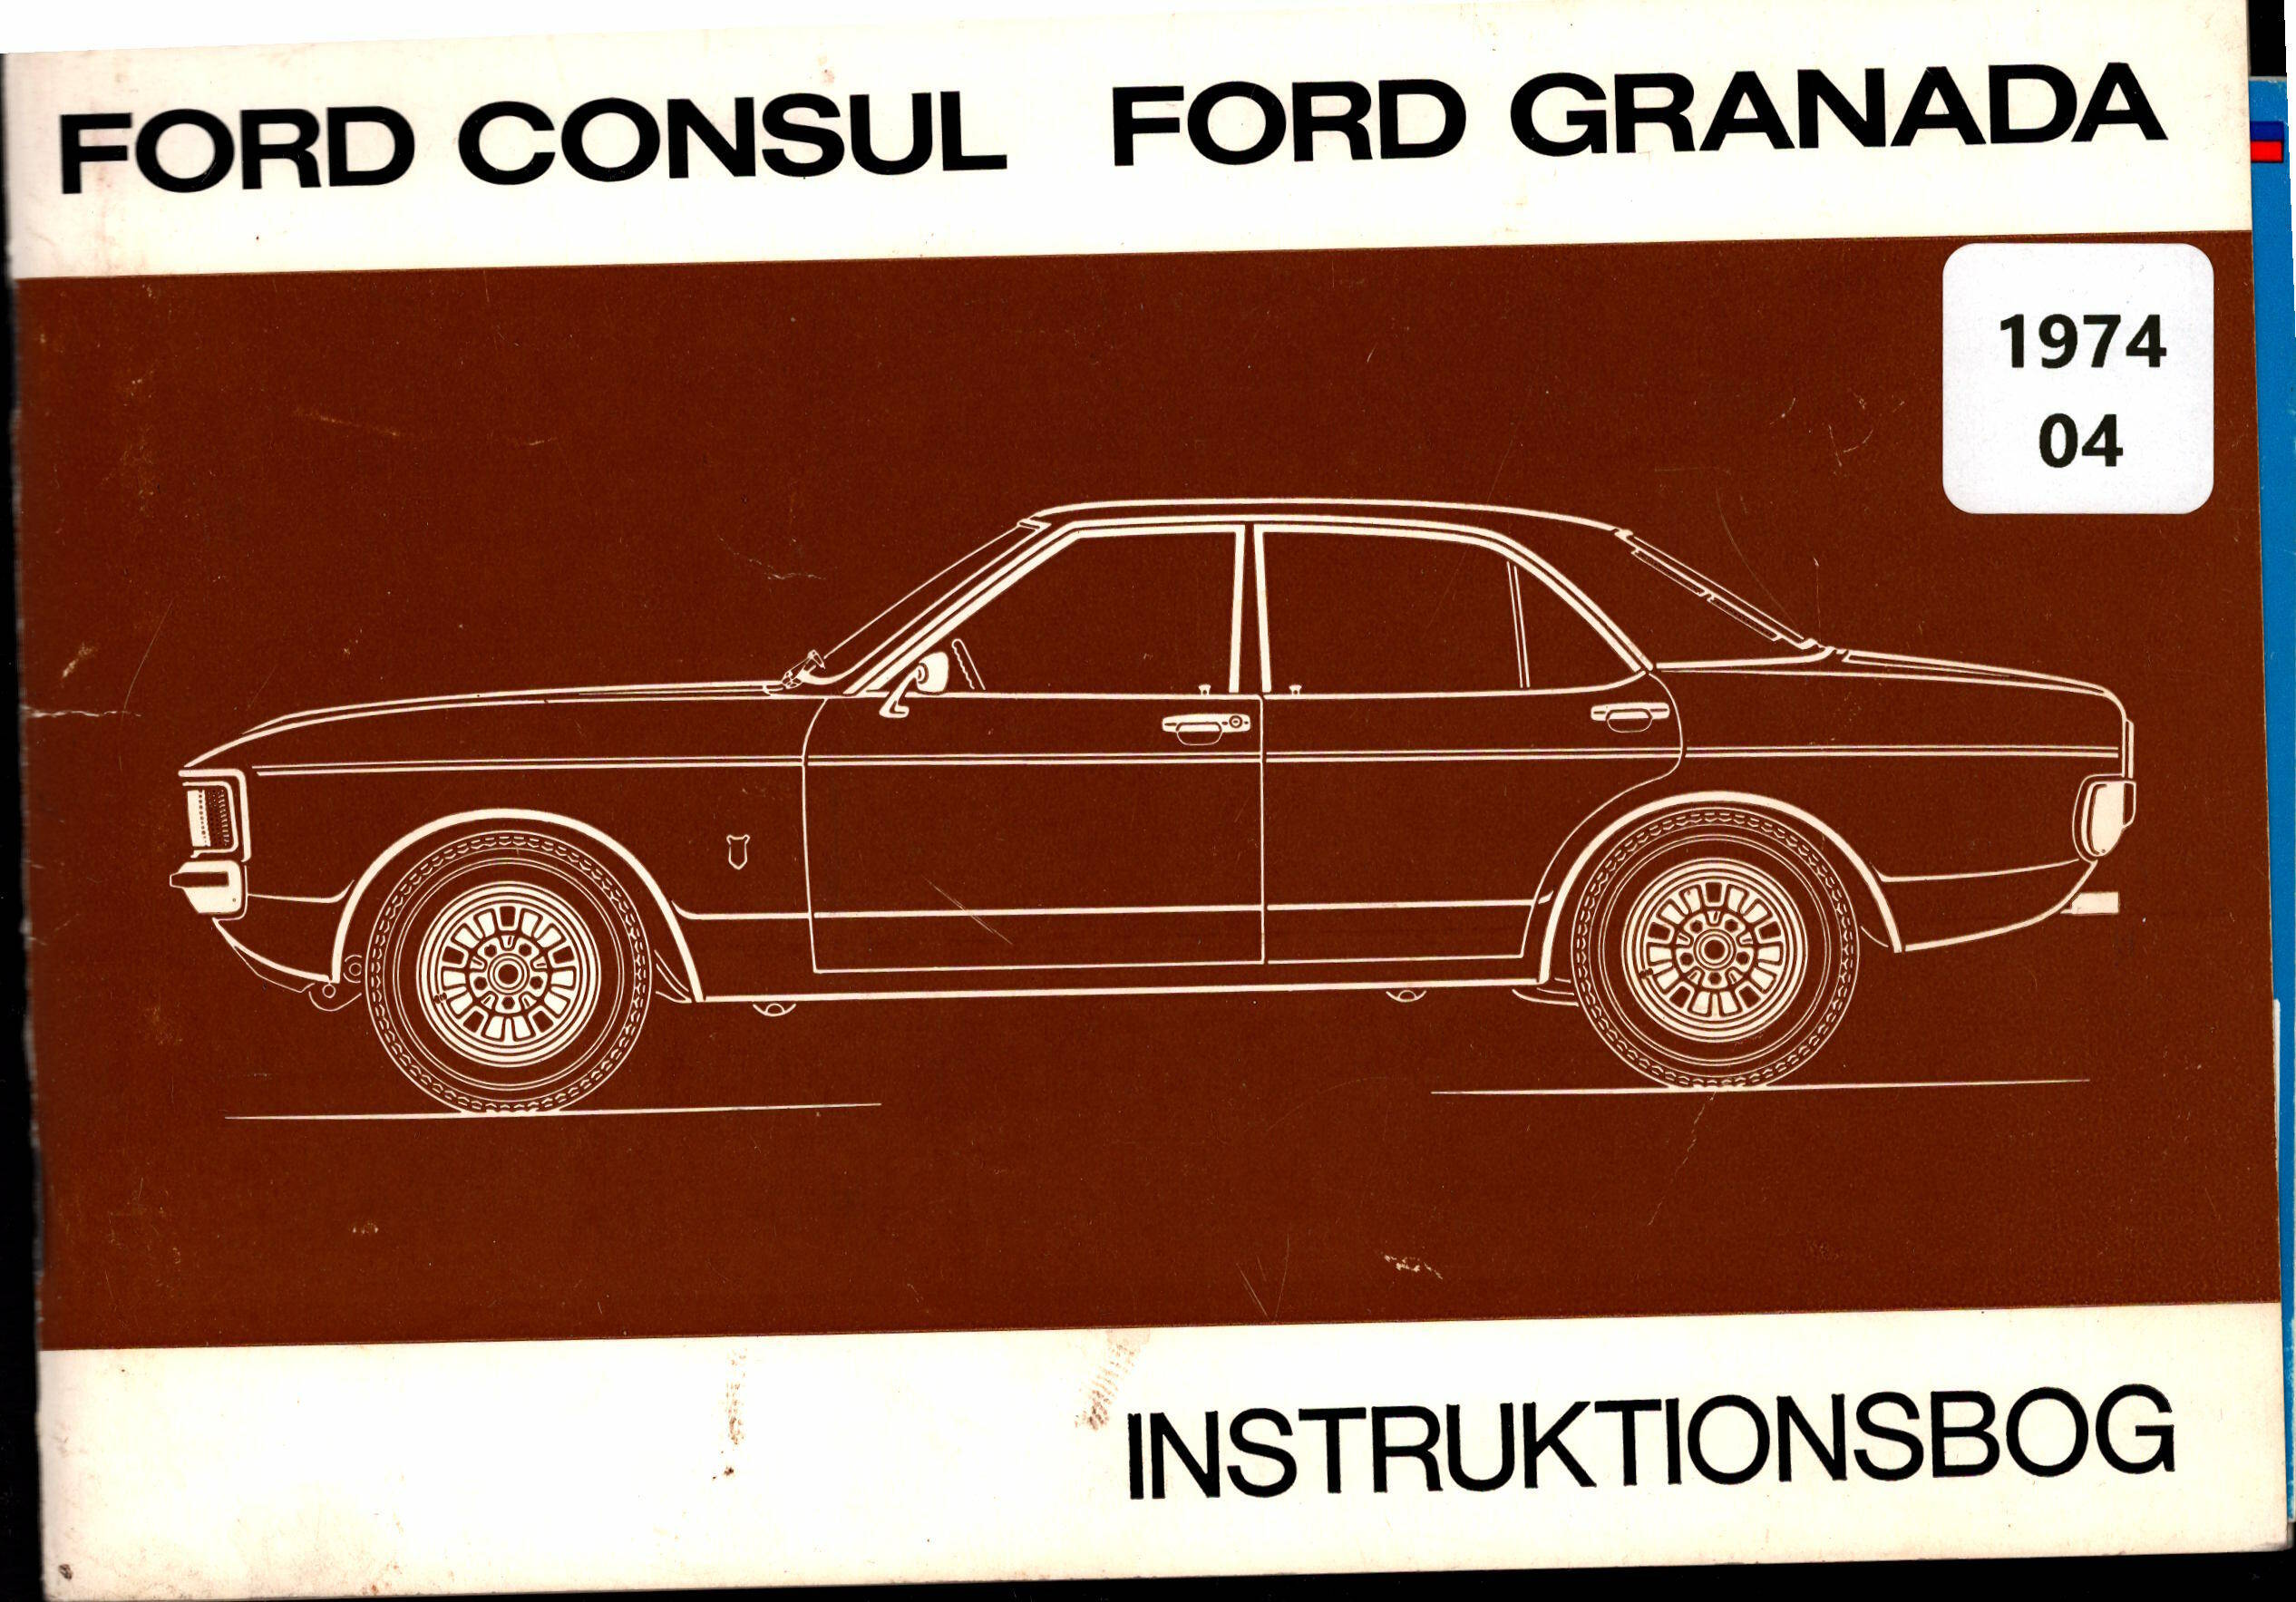 FORD CONSUL FORD GRANADA
1974
04
INSTRUKTIONSBOG